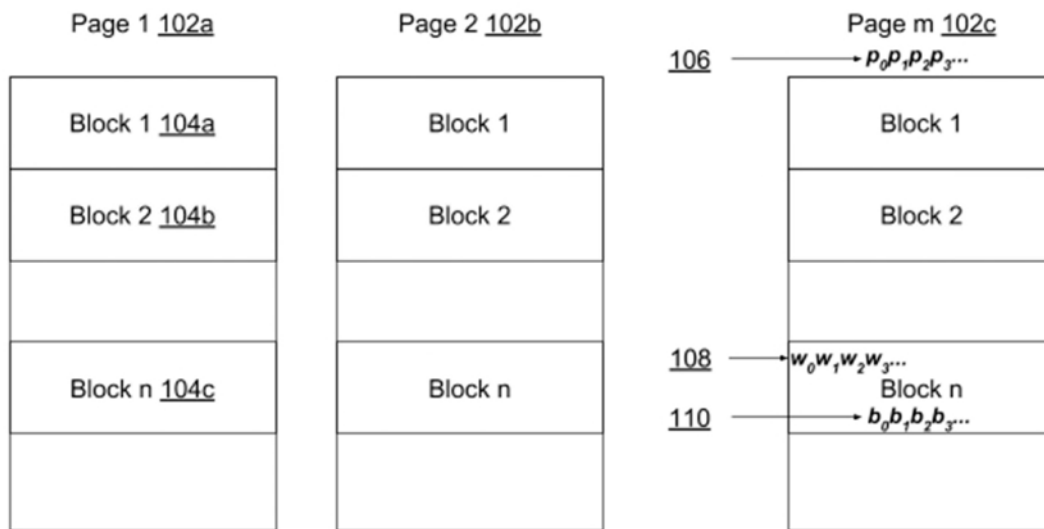 Page 1 102a
Page 2 102b
Page m 102c
106
p₀p₁p₂p₃...
Block 1 104a
Block 1
Block 1
Block 2 104b
Block 2
Block 2
108
w₀w₁w₂w₃...
Block n 104c
Block n
Block n
110
b₀b₁b₂b₃...